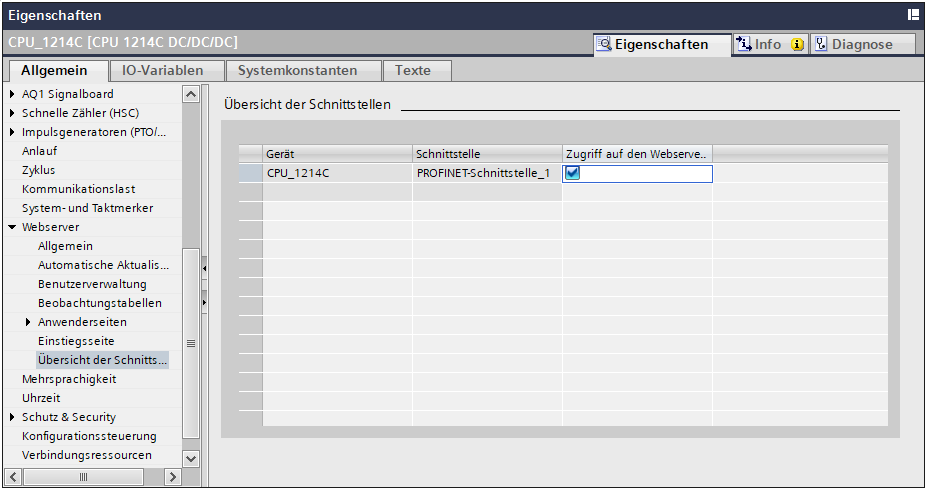 Eigenschaften
CPU_1214C [CPU 1214C DC/DC/DC]
Eigenschaften
Info
Diagnose
Allgemein
IO-Variablen
Systemkonstanten
Texte
AQ1 Signalboard
Schnelle Zähler (HSC)
Impulsgeneratoren (PTO/...
Anlauf
Zyklus
Kommunikationslast
System- und Taktmerker
Webserver
Allgemein
Automatische Aktualis...
Benutzerverwaltung
Beobachtungstabellen
Anwenderseiten
Einstiegsseite
Übersicht der Schnitts...
Mehrsprachigkeit
Uhrzeit
Schutz & Security
Konfigurationssteuerung
Verbindungsressourcen
Übersicht der Schnittstellen
Gerät Schnittstelle Zugriff auf den Webserve..
CPU_1214C PROFINET-Schnittstelle_1